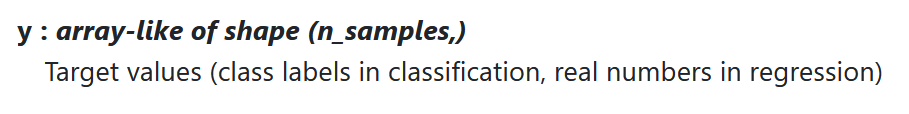 y : array-like of shape (n_samples,)
Target values (class labels in classification, real numbers in regression)